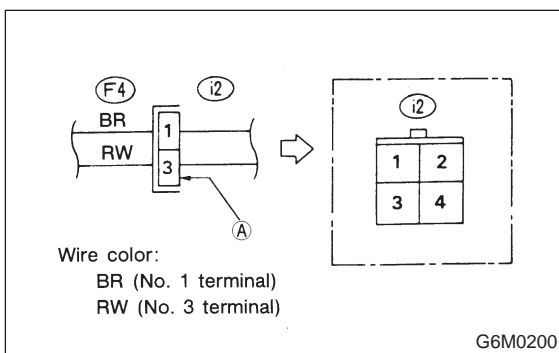 F4 i2
BR
1
RW
3
A
i2
1 2
3 4
Wire color:
BR (No. 1 terminal)
RW (No. 3 terminal)
G6M0200